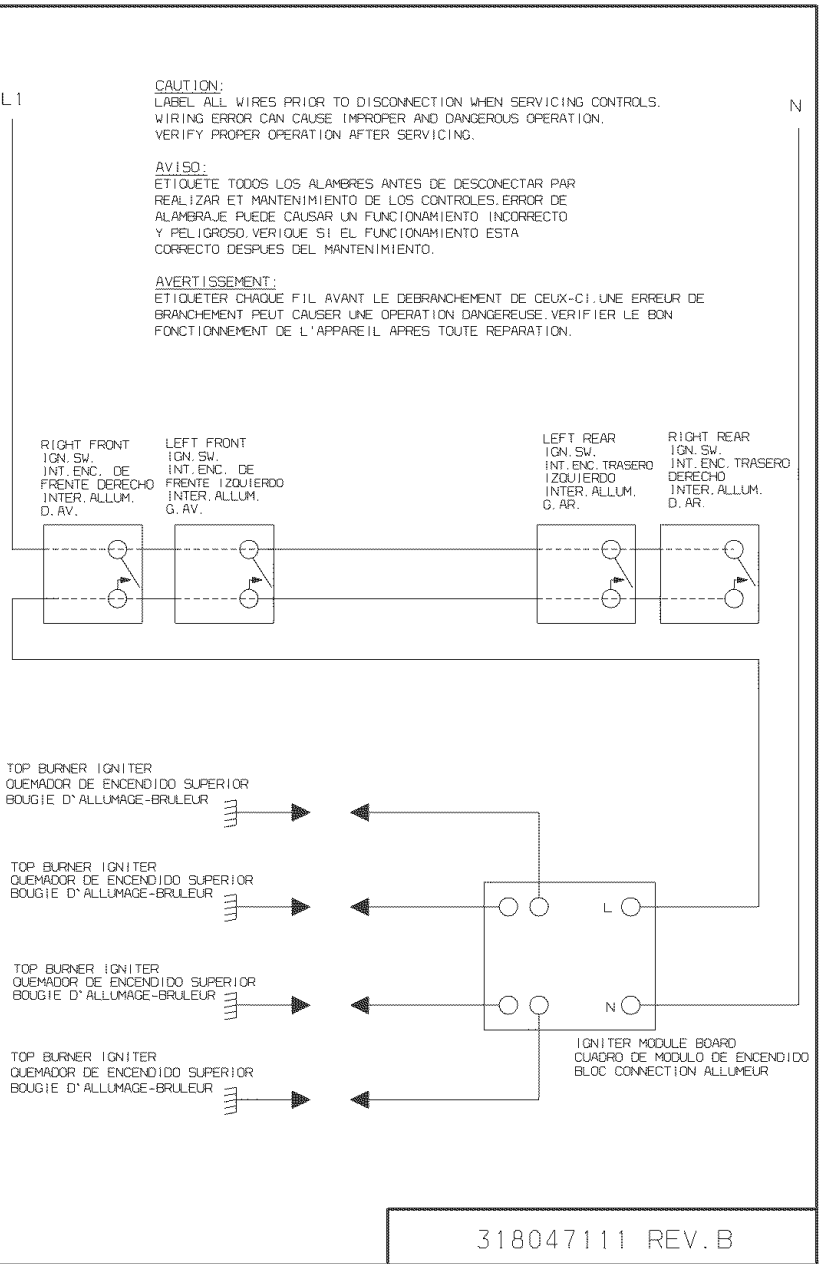 CAUTION:
LABEL ALL WIRES PRIOR TO DISCONNECTION WHEN SERVICING CONTROLS.
WIRING ERROR CAN CAUSE IMPROPER AND DANGEROUS OPERATION.
VERIFY PROPER OPERATION AFTER SERVICING.
L1
N
AVISO:
ETIQUETE TODOS LOS ALAMBRES ANTES DE DESCONECTAR PAR
REALIZAR ET MANTENIMIENTO DE LOS CONTROLES.ERROR DE
ALAMBRAJE PUEDE CAUSAR UN FUNCIONAMIENTO INCORRECTO
Y PELIGROSO.VERIQUE SI EL FUNCIONAMIENTO ESTA
CORRECTO DESPUES DEL MANTENIMIENTO.
AVERTISSEMENT:
ETIQUETER CHAQUE FIL AVANT LE DEBRANCHEMENT DE CEUX-CI.UNE ERREUR DE
BRANCHEMENT PEUT CAUSER UNE OPERATION DANGEREUSE.VERIFIER LE BON
FONCTIONNEMENT DE L'APPAREIL APRES TOUTE REPARATION.
RIGHT FRONT
IGN.SW.
INT.ENC. DE
FRENTE DERECHO
INTER.ALLUM.
D.AV.
LEFT FRONT
IGN.SW.
INT.ENC. DE
FRENTE IZQUIERDO
INTER.ALLUM.
G.AV.
LEFT REAR
IGN.SW.
INT.ENC.TRASERO
IZQUIERDO
INTER.ALLUM.
G.AR.
RIGHT REAR
IGN.SW.
INT.ENC.TRASERO
DERECHO
INTER.ALLUM.
D.AR.
TOP BURNER IGNITER
QUEMADOR DE ENCENDIDO SUPERIOR
BOUGIE D'ALLUMAGE-BRULEUR
TOP BURNER IGNITER
QUEMADOR DE ENCENDIDO SUPERIOR
BOUGIE D'ALLUMAGE-BRULEUR
L
TOP BURNER IGNITER
QUEMADOR DE ENCENDIDO SUPERIOR
BOUGIE D'ALLUMAGE-BRULEUR
N
IGNITER MODULE BOARD
CUADRO DE MODULO DE ENCENDIDO
BLOC CONNECTION ALLUMEUR
TOP BURNER IGNITER
QUEMADOR DE ENCENDIDO SUPERIOR
BOUGIE D'ALLUMAGE-BRULEUR
318047111 REV.B